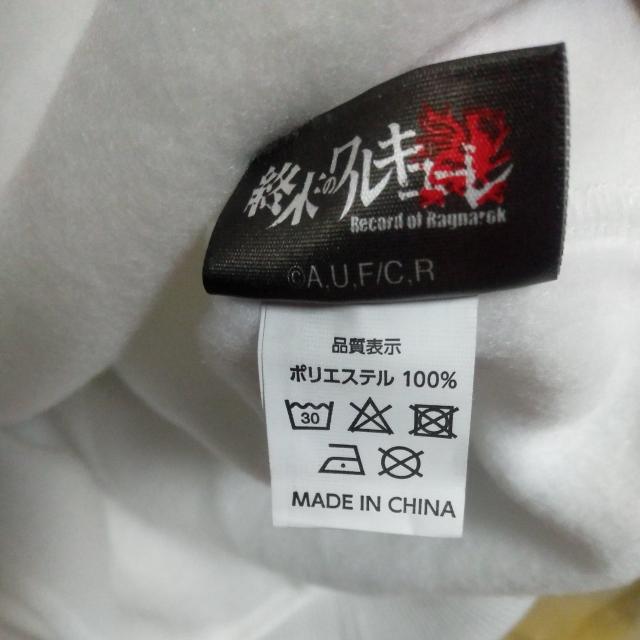 終末のワルキューレ
Record of Ragnarok
©A,U,F/C,R
品質表示
ポリエステル 100%
30
MADE IN CHINA